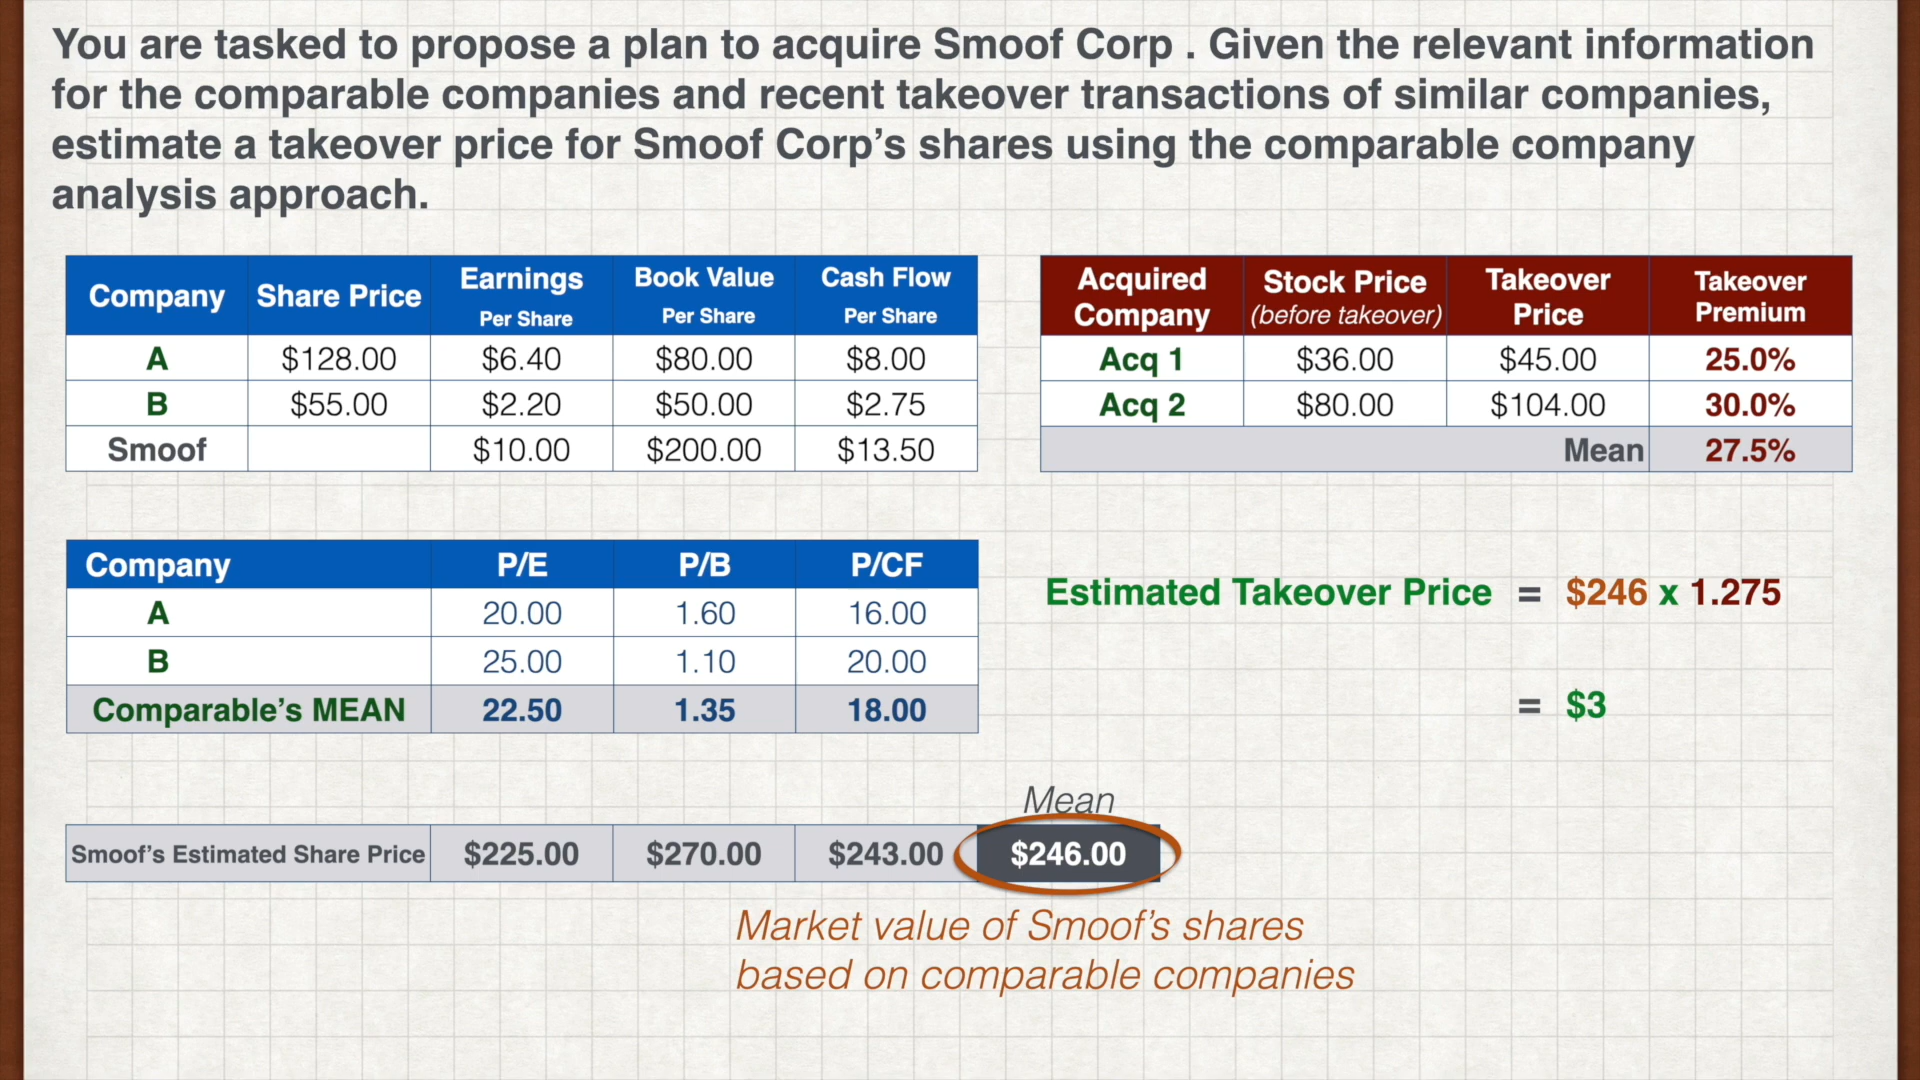 You are tasked to propose a plan to acquire Smoof Corp . Given the relevant information
for the comparable companies and recent takeover transactions of similar companies,
estimate a takeover price for Smoof Corp’s shares using the comparable company
analysis approach.
Company Share Price Earnings Per Share Book Value Per Share Cash Flow Per Share
A $128.00 $6.40 $80.00 $8.00
B $55.00 $2.20 $50.00 $2.75
Smoof $10.00 $200.00 $13.50
Acquired Company Stock Price (before takeover) Takeover Price Takeover Premium
Acq 1 $36.00 $45.00 25.0%
Acq 2 $80.00 $104.00 30.0%
Mean 27.5%
Company P/E P/B P/CF
A 20.00 1.60 16.00
B 25.00 1.10 20.00
Comparable’s MEAN 22.50 1.35 18.00
Estimated Takeover Price = $246 x 1.275
= $3
Mean
Smoof’s Estimated Share Price $225.00 $270.00 $243.00 $246.00
Market value of Smoof’s shares
based on comparable companies